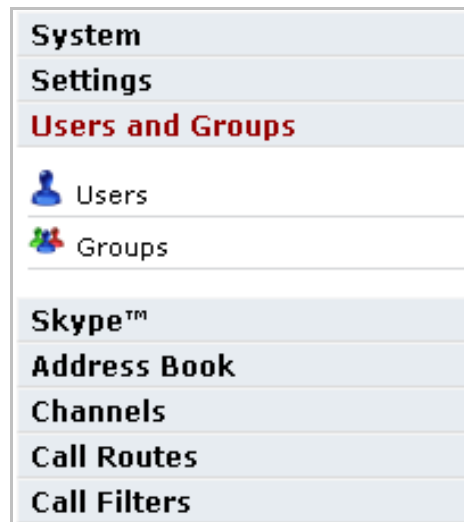 System
Settings
Users and Groups
Users
Groups
Skype™
Address Book
Channels
Call Routes
Call Filters